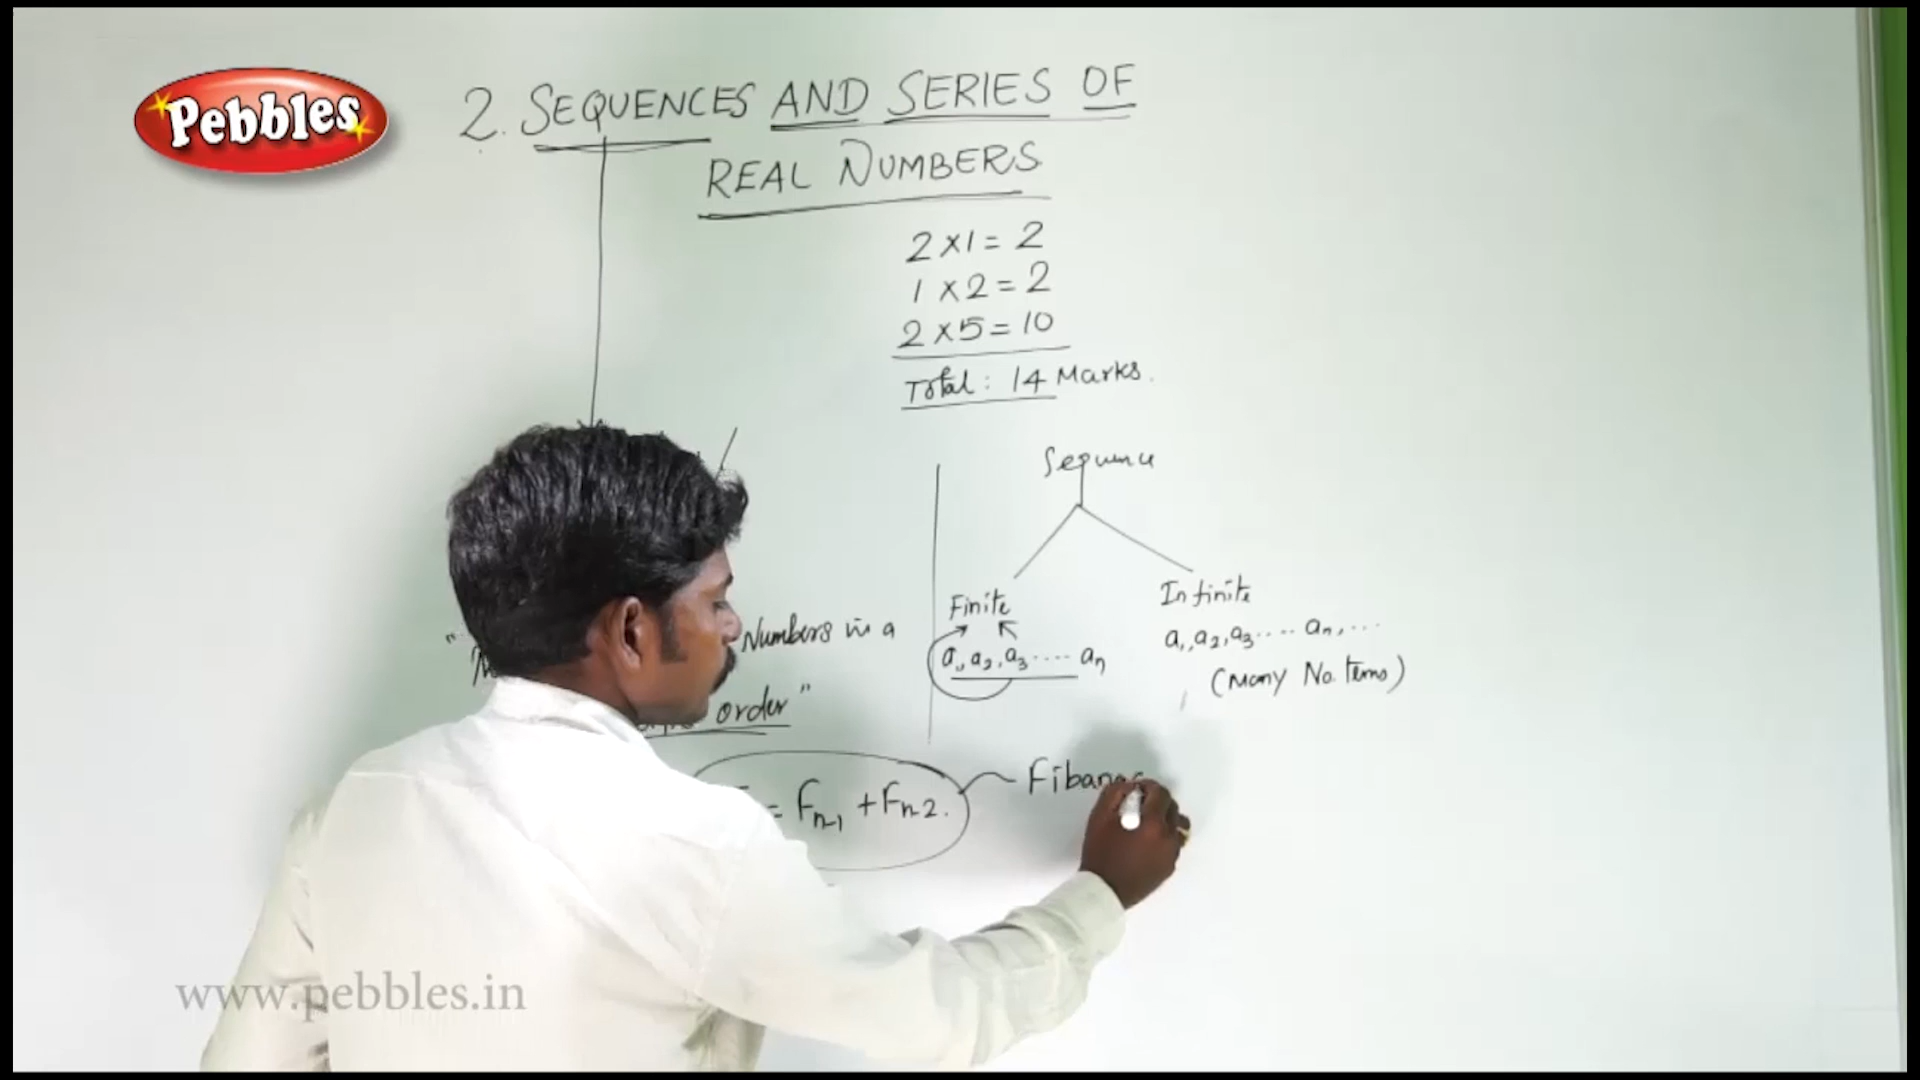 Pebbles
2. SEQUENCES AND SERIES OF
REAL NUMBERS
2 × 1 = 2
1 × 2 = 2
2 × 5 = 10
Total : 14 Marks.
Sequence
Finite
Infinite
a₁, a₂, a₃ .... aₙ
a₁, a₂, a₃ .... aₙ, ...
(Many No. Terms)
Numbers in a
order"
= Fₙ₋₁ + Fₙ₋₂.
www.pebbles.in